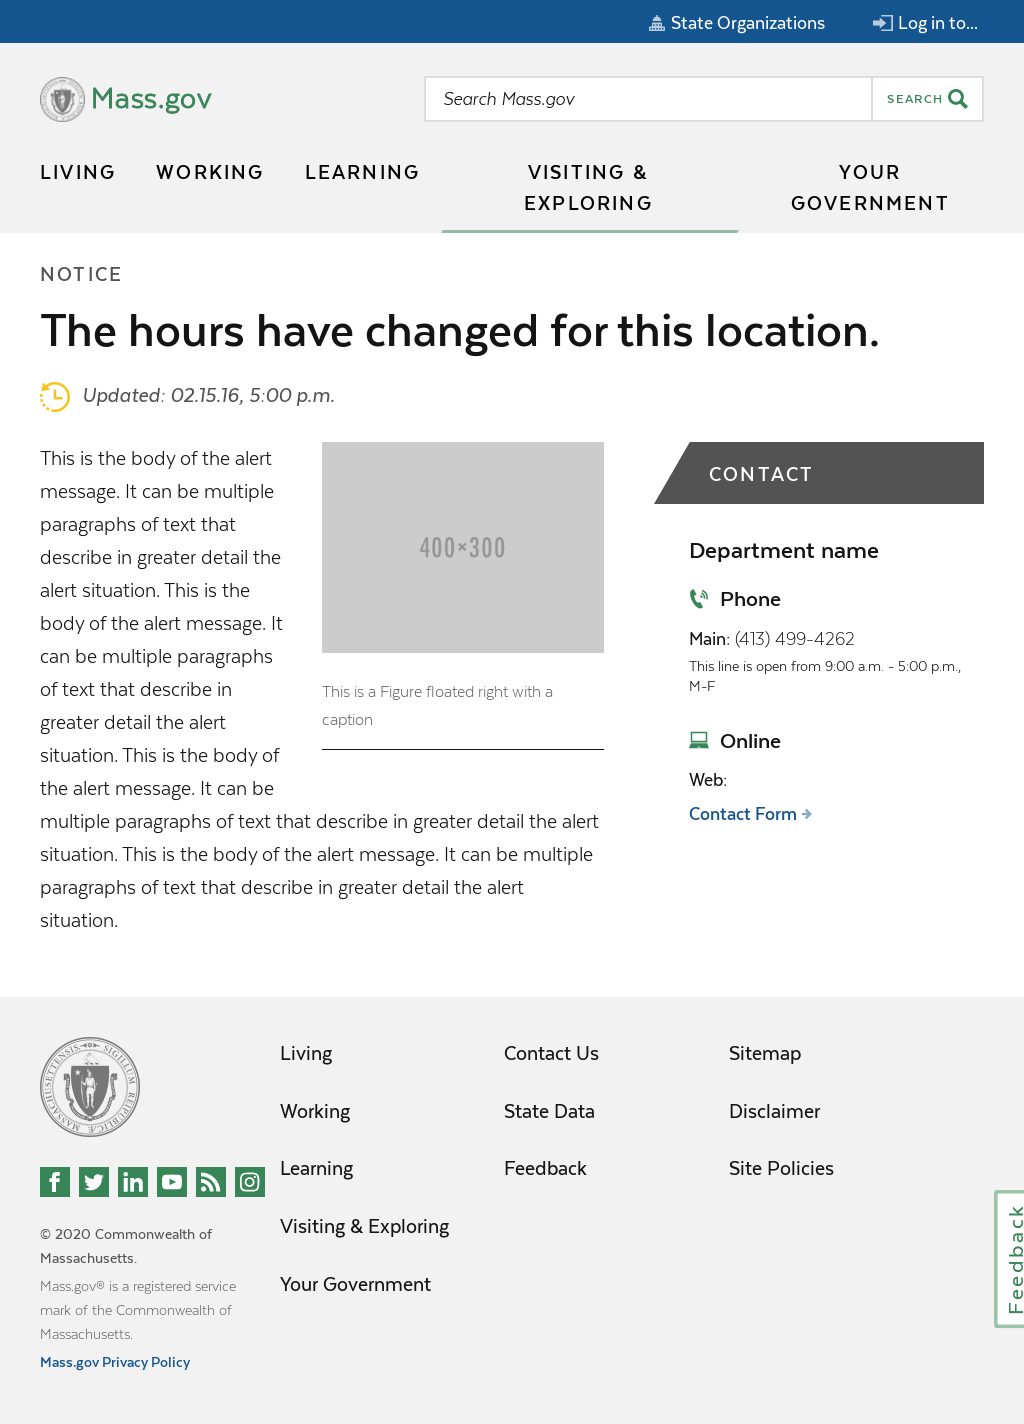 State Organizations
Log in to...
Mass.gov
Search Mass.gov
SEARCH
LIVING
WORKING
LEARNING
VISITING &
EXPLORING
YOUR
GOVERNMENT
NOTICE
The hours have changed for this location.
Updated: 02.15.16, 5:00 p.m.
This is the body of the alert
message. It can be multiple
paragraphs of text that
describe in greater detail the
alert situation. This is the
body of the alert message. It
can be multiple paragraphs
of text that describe in
greater detail the alert
situation. This is the body of
the alert message. It can be
multiple paragraphs of text that describe in greater detail the alert
situation. This is the body of the alert message. It can be multiple
paragraphs of text that describe in greater detail the alert
situation.
400×300
This is a Figure floated right with a
caption
CONTACT
Department name
Phone
Main: (413) 499-4262
This line is open from 9:00 a.m. - 5:00 p.m.,
M-F
Online
Web:
Contact Form
Living
Working
Learning
Visiting & Exploring
Your Government
Contact Us
State Data
Feedback
Sitemap
Disclaimer
Site Policies
© 2020 Commonwealth of
Massachusetts.
Mass.gov® is a registered service
mark of the Commonwealth of
Massachusetts.
Mass.gov Privacy Policy
Feedback